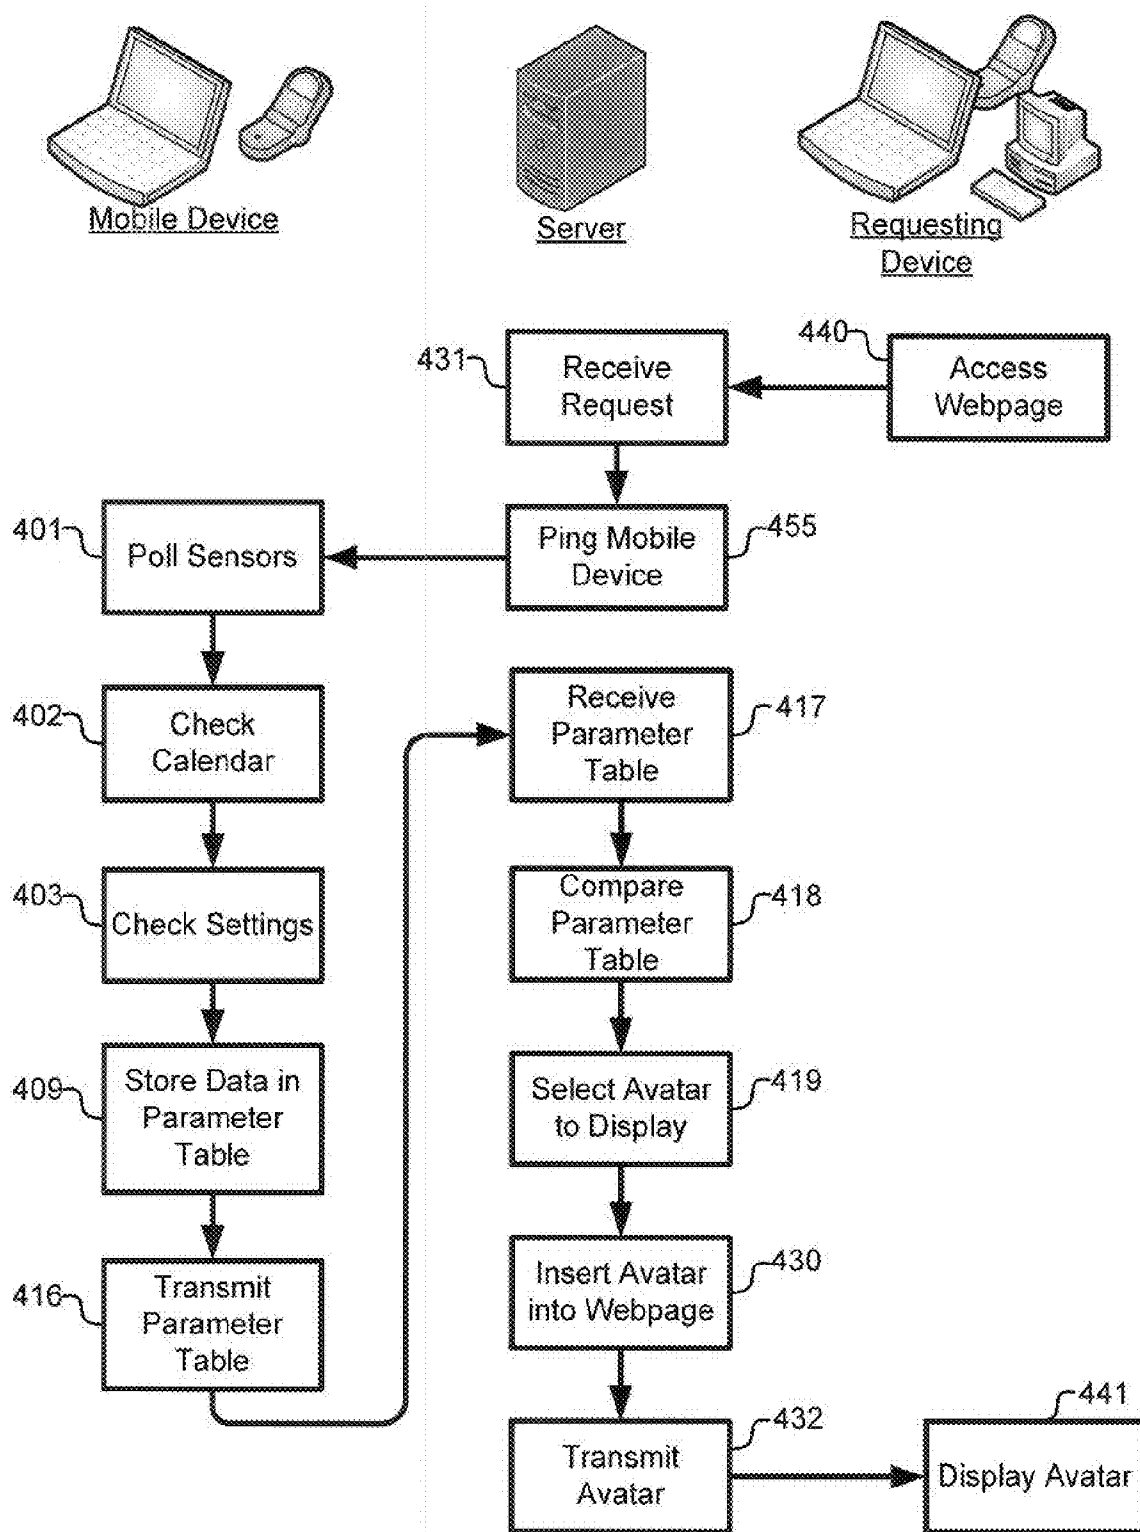 Mobile Device
Server
Requesting
Device
440
Access
Webpage
431
Receive
Request
455
Ping Mobile
Device
401
Poll Sensors
402
Check
Calendar
403
Check Settings
409
Store Data in
Parameter
Table
416
Transmit
Parameter
Table
417
Receive
Parameter
Table
418
Compare
Parameter
Table
419
Select Avatar
to Display
430
Insert Avatar
into Webpage
432
Transmit
Avatar
441
Display Avatar